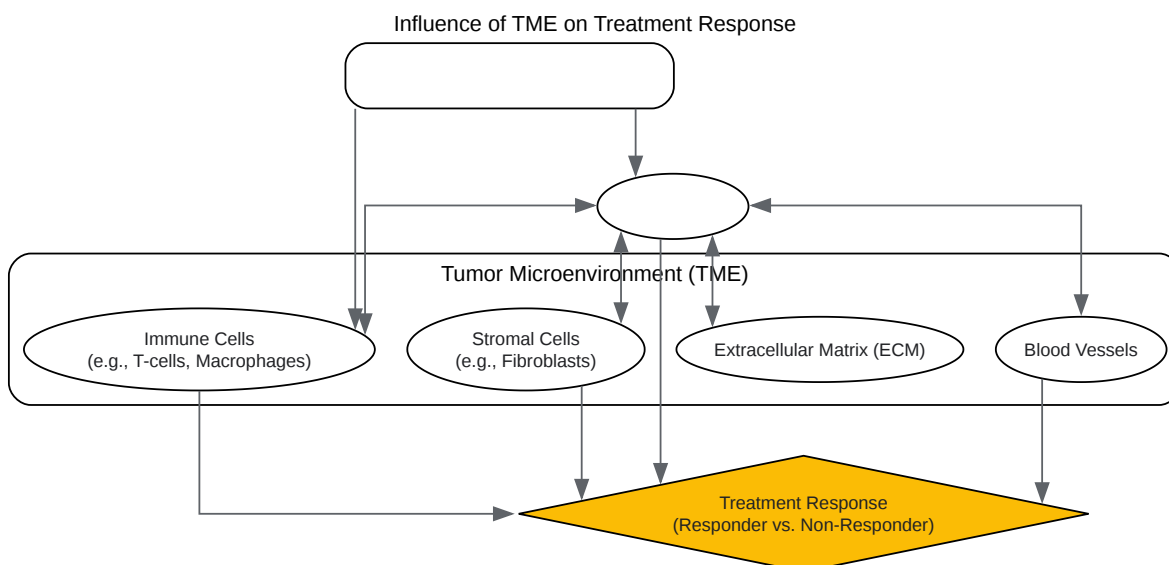 Influence of TME on Treatment Response
Tumor Microenvironment (TME)
Immune Cells
(e.g., T-cells, Macrophages)
Stromal Cells
(e.g., Fibroblasts)
Extracellular Matrix (ECM)
Blood Vessels
Treatment Response
(Responder vs. Non-Responder)